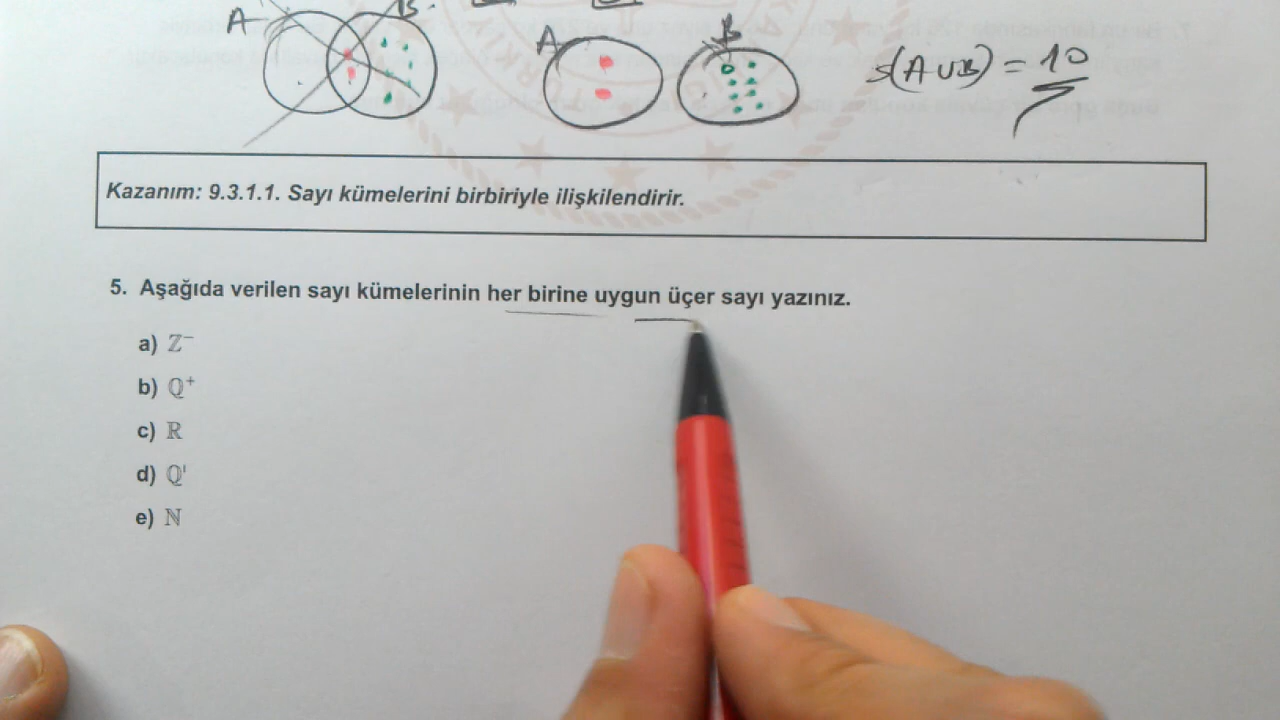 A B.
A B s(A∪B) = 10
Kazanım: 9.3.1.1. Sayı kümelerini birbiriyle ilişkilendirir.
5. Aşağıda verilen sayı kümelerinin her birine uygun üçer sayı yazınız.
a) ℤ⁻
b) ℚ⁺
c) ℝ
d) ℚ'
e) ℕ